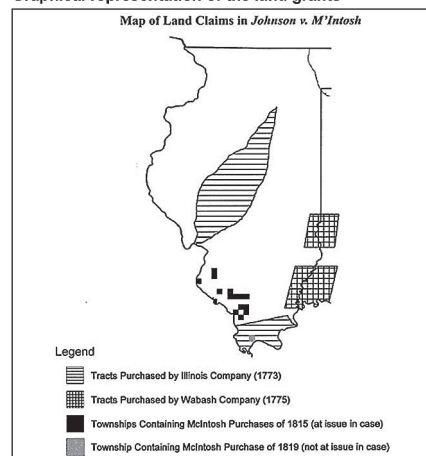 Graphical representation of the land grants
Map of Land Claims in Johnson v. M'Intosh
Legend
Tracts Purchased by Illinois Company (1773)
Tracts Purchased by Wabash Company (1775)
Townships Containing McIntosh Purchases of 1815 (at issue in case)
Township Containing McIntosh Purchase of 1819 (not at issue in case)